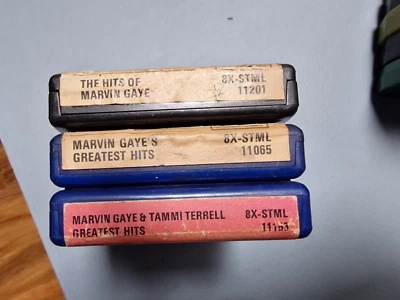 THE HITS OF 8X-STML
MARVIN GAYE 11201
MARVIN GAYE'S 8X-STML
GREATEST HITS 11065
MARVIN GAYE & TAMMI TERRELL 8X-STML
GREATEST HITS 11153